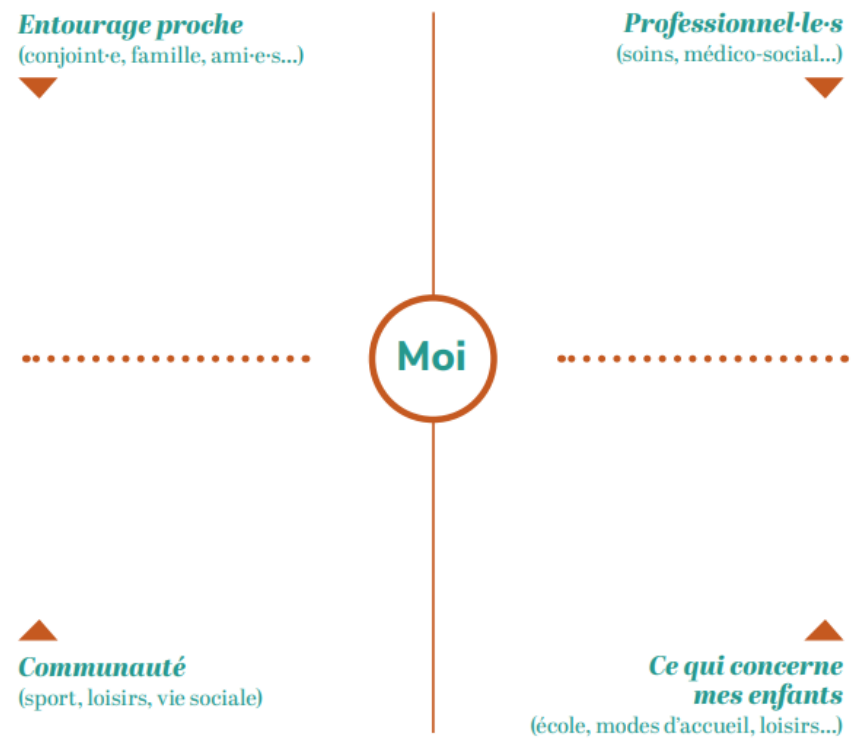 Entourage proche
(conjoint·e, famille, ami·e·s...)
Professionnel·le·s
(soins, médico-social...)
Moi
Communauté
(sport, loisirs, vie sociale)
Ce qui concerne
mes enfants
(école, modes d'accueil, loisirs...)